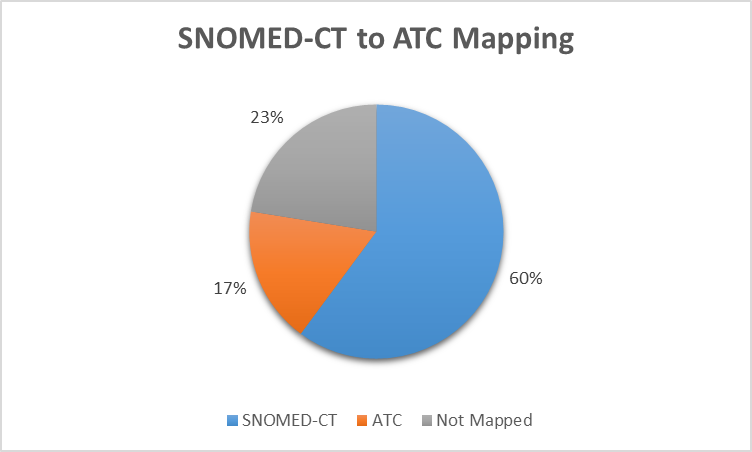 SNOMED-CT to ATC Mapping
23%
17%
60%
SNOMED-CT ATC Not Mapped